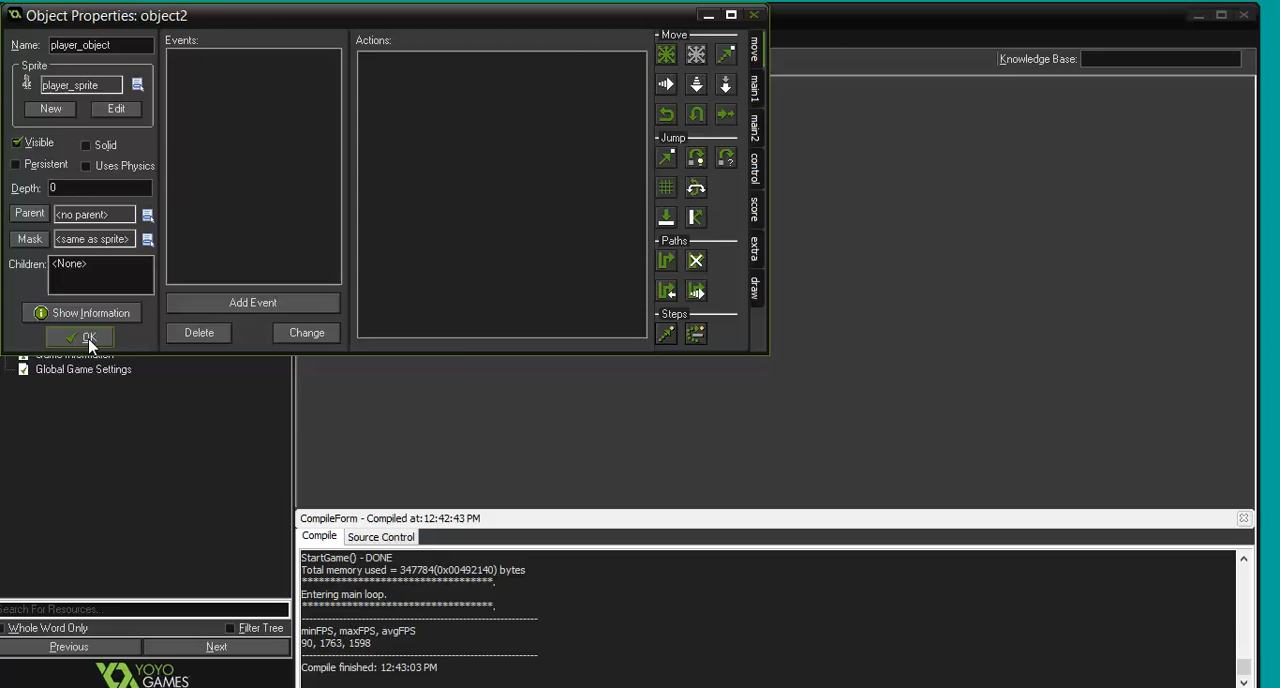 Object Properties: object2
Name: player_object
Sprite
player_sprite
New Edit
Visible Solid
Persistent Uses Physics
Depth: 0
Parent <no parent>
Mask <same as sprite>
Children: <None>
Show Information
OK
Events:
Add Event
Delete Change
Actions:
Move
Jump
Paths
Steps
move
main1
main2
control
score
extra
draw
Knowledge Base:
Game Information
Global Game Settings
Search For Resources...
Whole Word Only Filter Tree
Previous Next
YOYO
GAMES
CompileForm - Compiled at:12:42:43 PM
Compile Source Control
StartGame() - DONE
Total memory used = 347784(0x00492140) bytes
**********************************.
Entering main loop.
**********************************.
---------------------------------------------------------------
minFPS, maxFPS, avgFPS
90, 1763, 1598
---------------------------------------------------------------
Compile finished: 12:43:03 PM